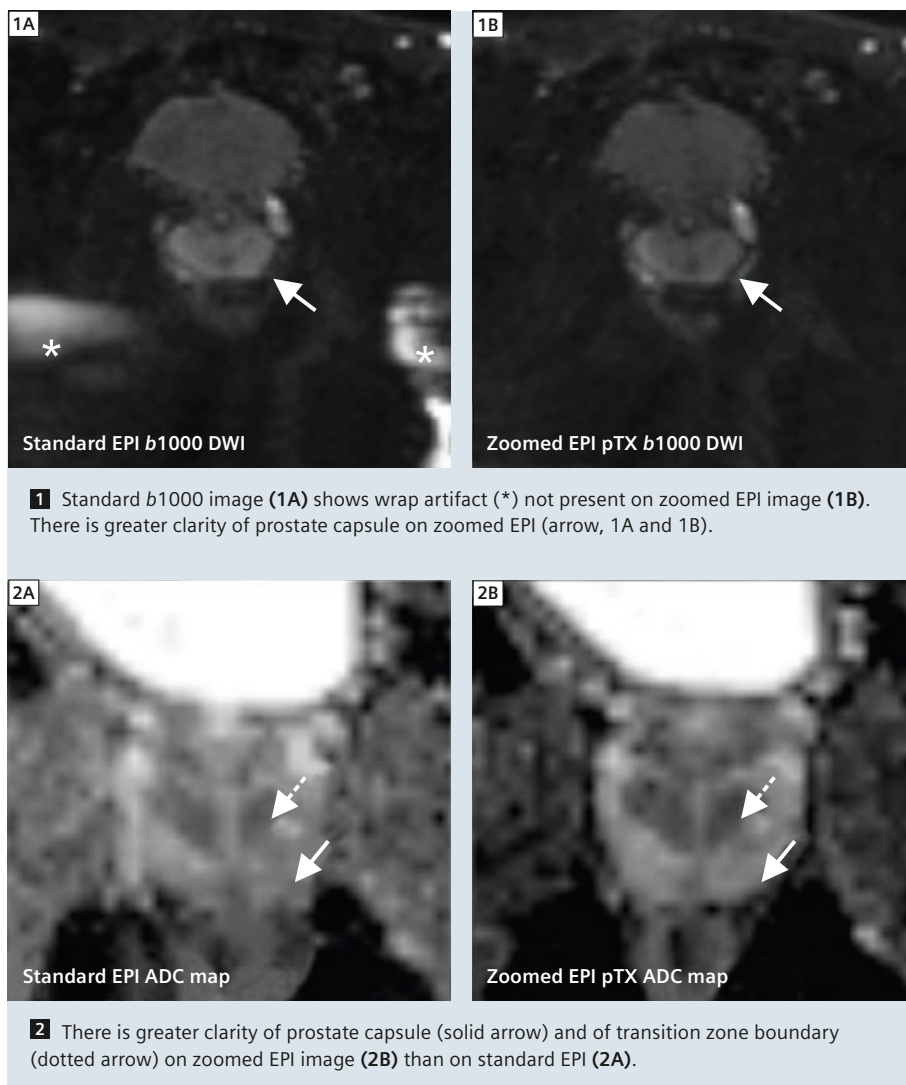 1A
1B
*
*
Standard EPI b1000 DWI
Zoomed EPI pTX b1000 DWI
1 Standard b1000 image (1A) shows wrap artifact (*) not present on zoomed EPI image (1B).
There is greater clarity of prostate capsule on zoomed EPI (arrow, 1A and 1B).
2A
2B
Standard EPI ADC map
Zoomed EPI pTX ADC map
2 There is greater clarity of prostate capsule (solid arrow) and of transition zone boundary
(dotted arrow) on zoomed EPI image (2B) than on standard EPI (2A).